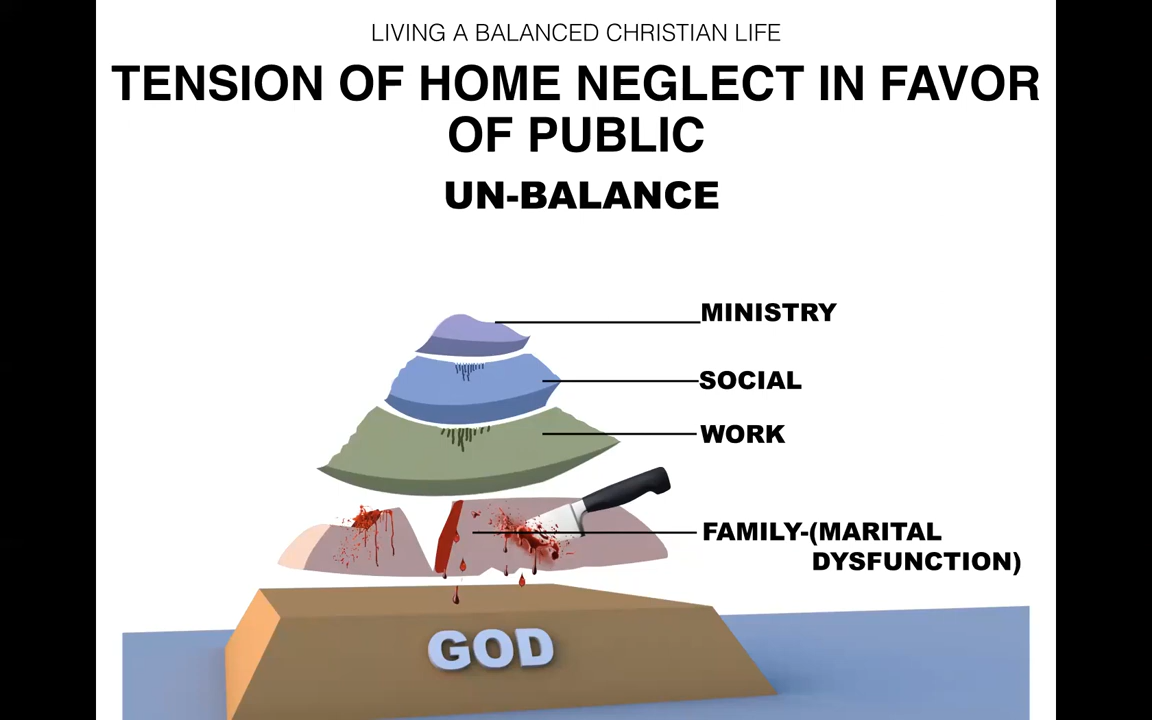 LIVING A BALANCED CHRISTIAN LIFE
TENSION OF HOME NEGLECT IN FAVOR
OF PUBLIC
UN-BALANCE
MINISTRY
SOCIAL
WORK
FAMILY-(MARITAL
DYSFUNCTION)
GOD